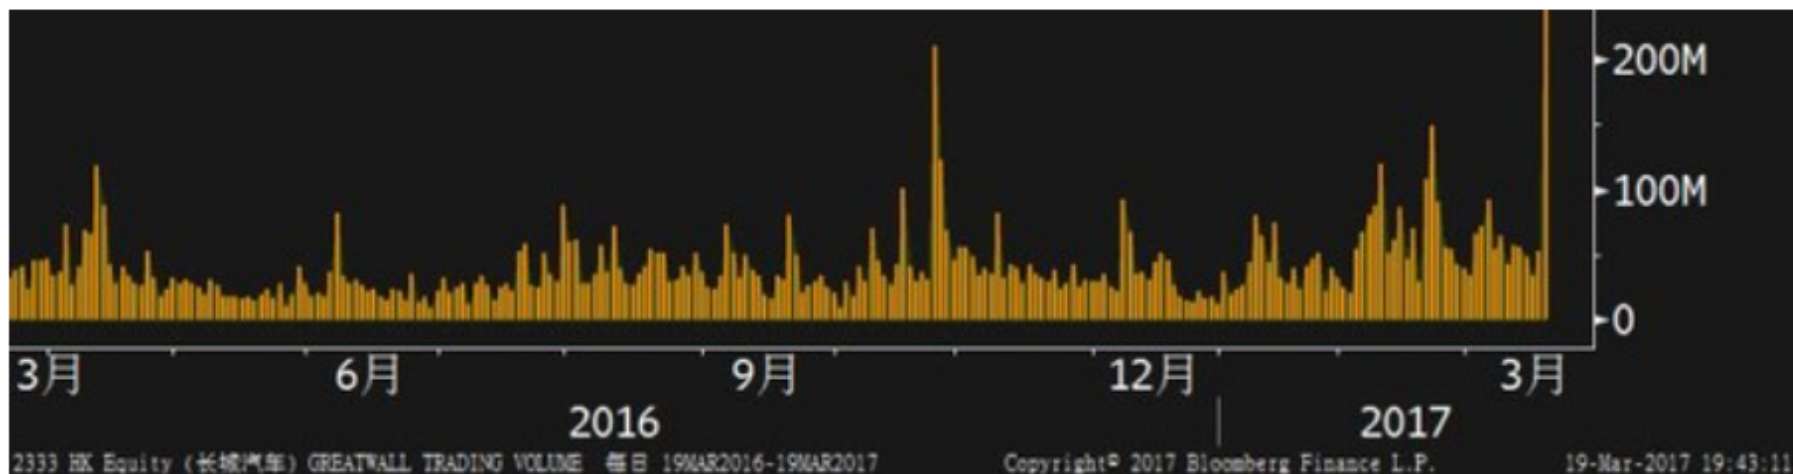 200M
100M
0
3月 6月 9月 12月 3月
2016 2017
2333 HK Equity (长城汽车) GREATWALL TRADING VOLUME 每日 19MAR2016-19MAR2017 Copyright© 2017 Bloomberg Finance L.P. 19-Mar-2017 19:43:11